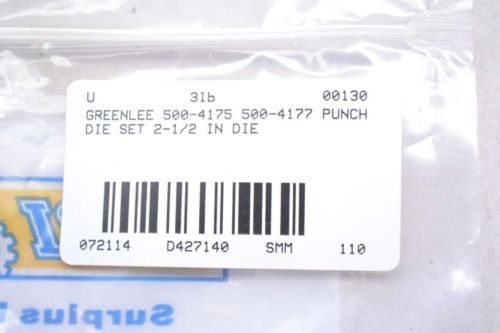 U 3lb 00130
GREENLEE 500-4175 500-4177 PUNCH
DIE SET 2-1/2 IN DIE
072114 D427140 SMM 110
Surplus